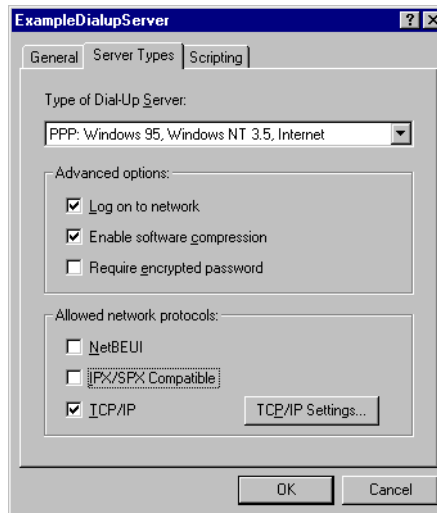 ExampleDialupServer
General Server Types Scripting
Type of Dial-Up Server:
PPP: Windows 95, Windows NT 3.5, Internet
Advanced options:
Log on to network
Enable software compression
Require encrypted password
Allowed network protocols:
NetBEUI
IPX/SPX Compatible
TCP/IP TCP/IP Settings...
OK Cancel